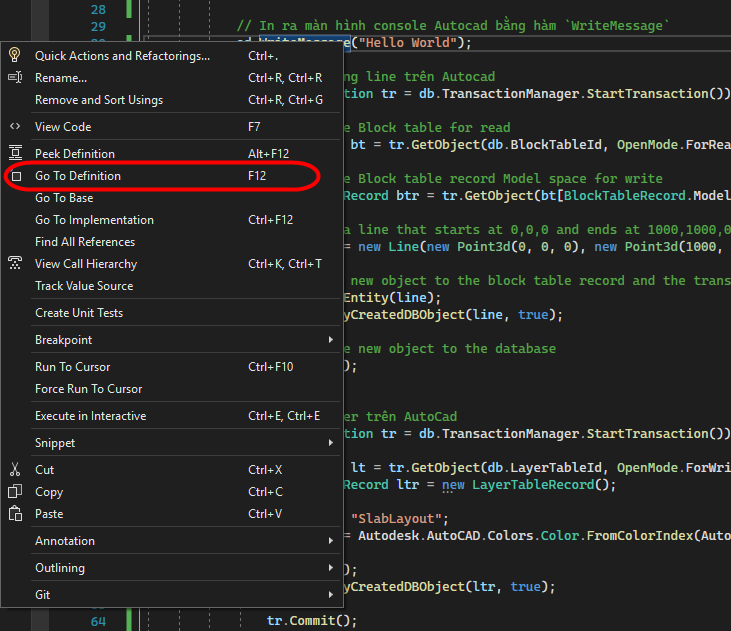 28
29
// In ra màn hình console Autocad bằng hàm `WriteMessage`
ed.WriteMessage("Hello World");
Quick Actions and Refactorings... Ctrl+.
Rename... Ctrl+R, Ctrl+R
ng line trên Autocad
tion tr = db.TransactionManager.StartTransaction())
Remove and Sort Usings Ctrl+R, Ctrl+G
View Code F7
e Block table for read
bt = tr.GetObject(db.BlockTableId, OpenMode.ForRea
Peek Definition Alt+F12
Go To Definition F12
e Block table record Model space for write
Record btr = tr.GetObject(bt[BlockTableRecord.Model
Go To Base
Go To Implementation Ctrl+F12
a line that starts at 0,0,0 and ends at 1000,1000,0
= new Line(new Point3d(0, 0, 0), new Point3d(1000,
Find All References
View Call Hierarchy Ctrl+K, Ctrl+T
Track Value Source
new object to the block table record and the trans
Entity(line);
yCreatedDBObject(line, true);
Create Unit Tests
Breakpoint
e new object to the database
);
Run To Cursor Ctrl+F10
Force Run To Cursor
Execute in Interactive Ctrl+E, Ctrl+E
er trên AutoCad
tion tr = db.TransactionManager.StartTransaction())
Snippet
Cut Ctrl+X
lt = tr.GetObject(db.LayerTableId, OpenMode.ForWri
Record ltr = new LayerTableRecord();
Copy Ctrl+C
Paste Ctrl+V
"SlabLayout";
= Autodesk.AutoCAD.Colors.Color.FromColorIndex(Auto
Annotation
Outlining
);
yCreatedDBObject(ltr, true);
Git
64 tr.Commit();